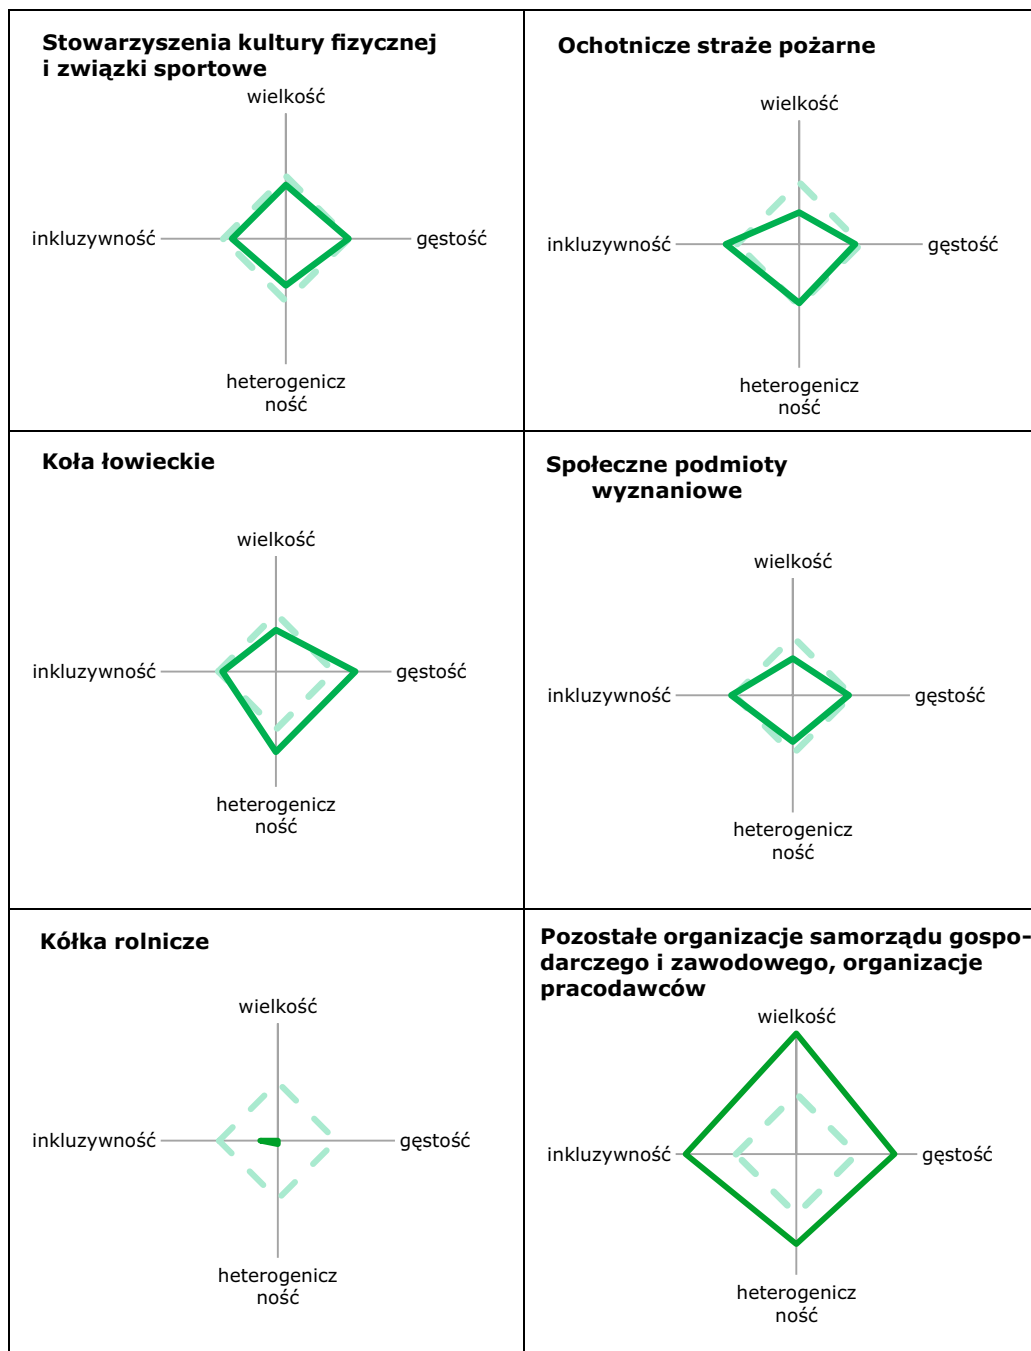 Stowarzyszenia kultury fizycznej
i związki sportowe
wielkość
inkluzywność
gęstość
heterogenicz
ność
Ochotnicze straże pożarne
wielkość
inkluzywność
gęstość
heterogenicz
ność
Koła łowieckie
wielkość
inkluzywność
gęstość
heterogenicz
ność
Społeczne podmioty
wyznaniowe
wielkość
inkluzywność
gęstość
heterogenicz
ność
Kółka rolnicze
wielkość
inkluzywność
gęstość
heterogenicz
ność
Pozostałe organizacje samorządu gospo-
darczego i zawodowego, organizacje
pracodawców
wielkość
inkluzywność
gęstość
heterogenicz
ność